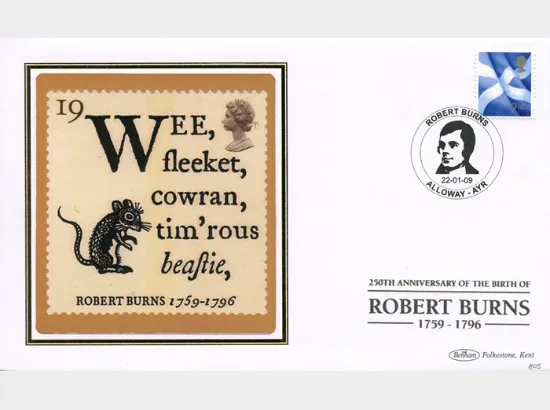 19
WEE,
fleeket,
cowran,
tim'rous
beaſtie,
ROBERT BURNS 1759-1796
ROBERT BURNS
22-01-09
ALLOWAY - AYR
250TH ANNIVERSARY OF THE BIRTH OF
ROBERT BURNS
1759 - 1796
Benham Folkestone, Kent
805